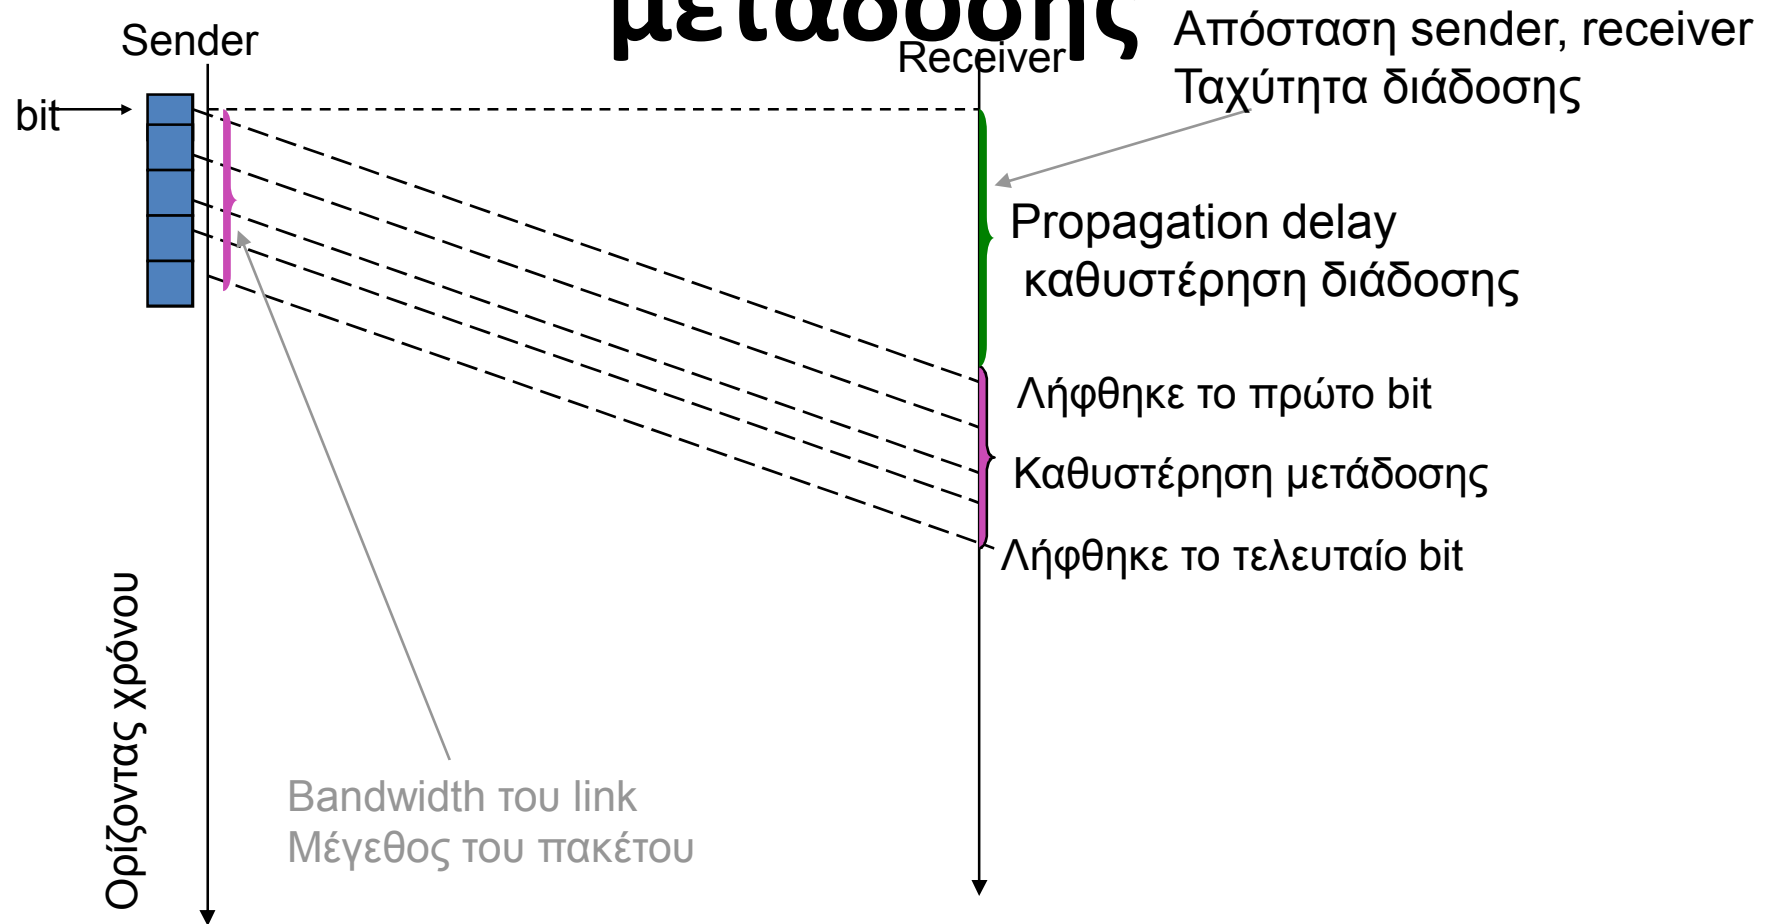 μετάδοσης
Sender
Receiver
Απόσταση sender, receiver
Ταχύτητα διάδοσης
bit
Propagation delay
καθυστέρηση διάδοσης
Λήφθηκε το πρώτο bit
Καθυστέρηση μετάδοσης
Λήφθηκε το τελευταίο bit
Ορίζοντας χρόνου
Bandwidth του link
Μέγεθος του πακέτου